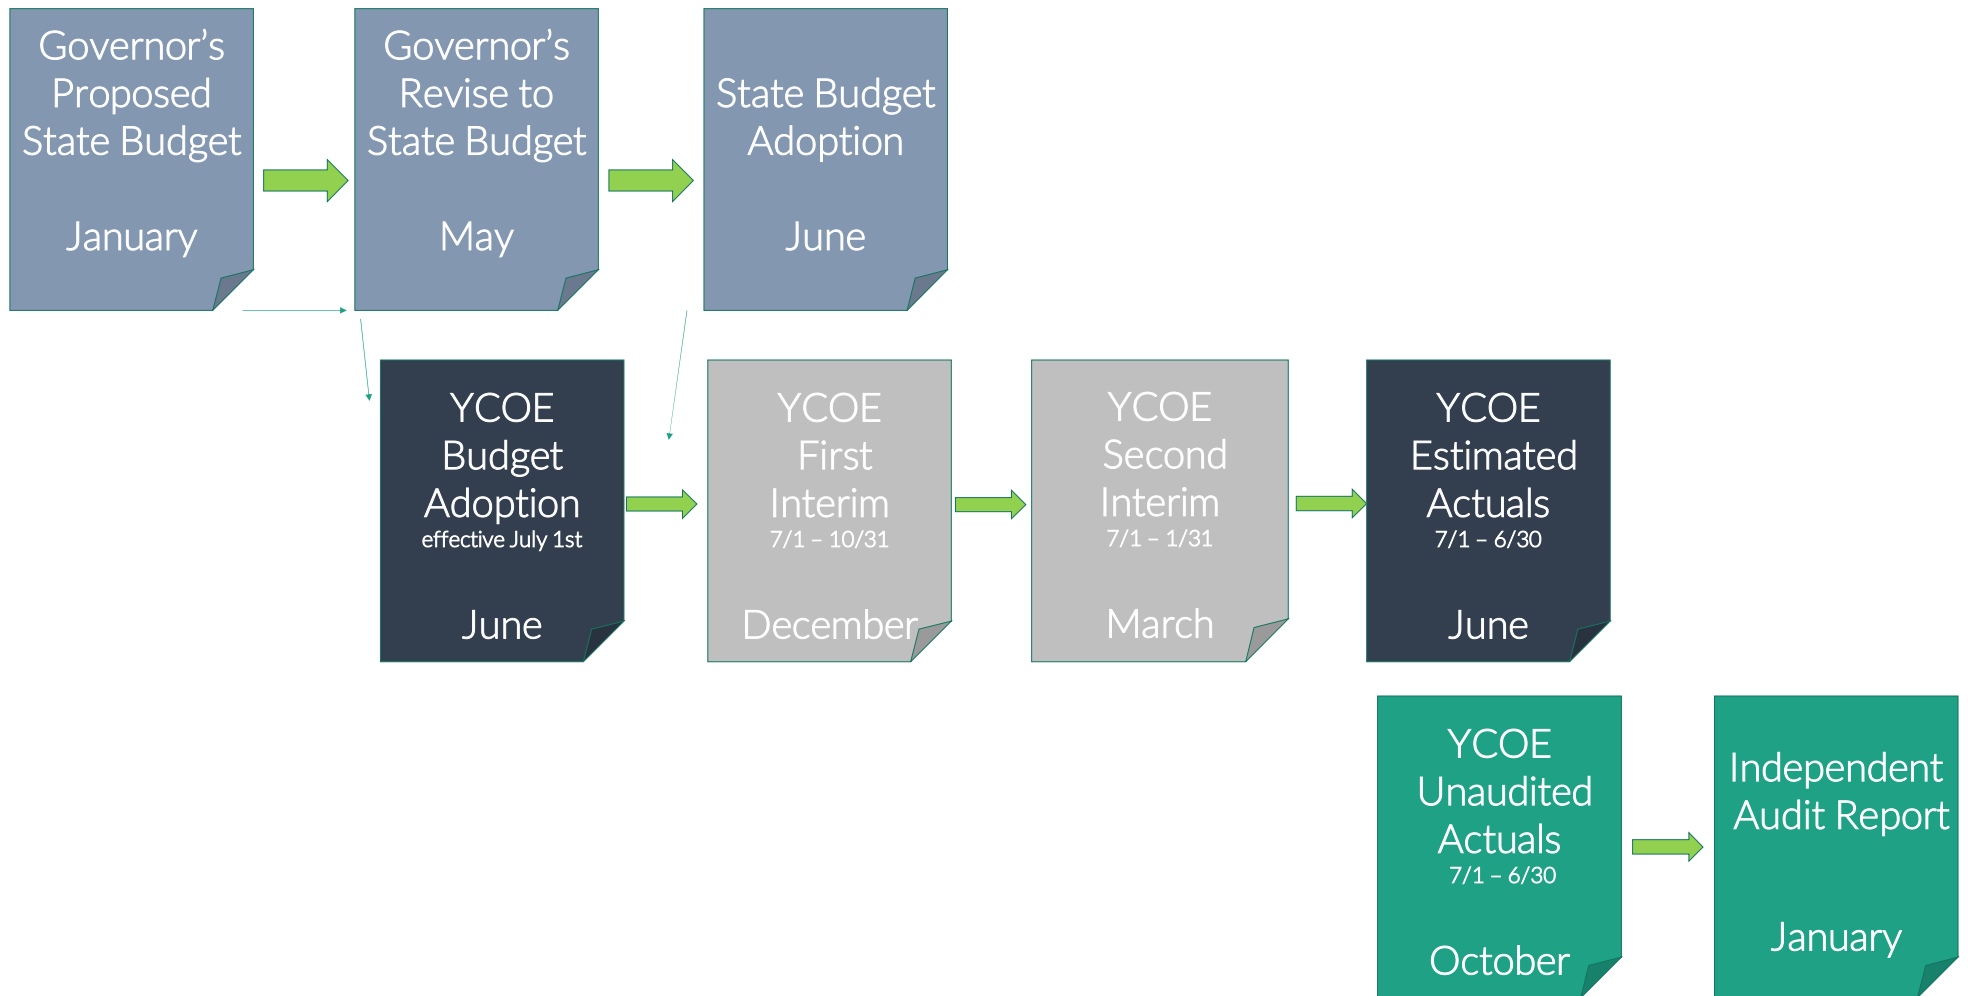 Governor’s
Proposed
State Budget
January
Governor’s
Revise to
State Budget
May
State Budget
Adoption
June
YCOE
Budget
Adoption
effective July 1st
June
YCOE
First
Interim
7/1 – 10/31
December
YCOE
Second
Interim
7/1 – 1/31
March
YCOE
Estimated
Actuals
7/1 – 6/30
June
YCOE
Unaudited
Actuals
7/1 – 6/30
October
Independent
Audit Report
January